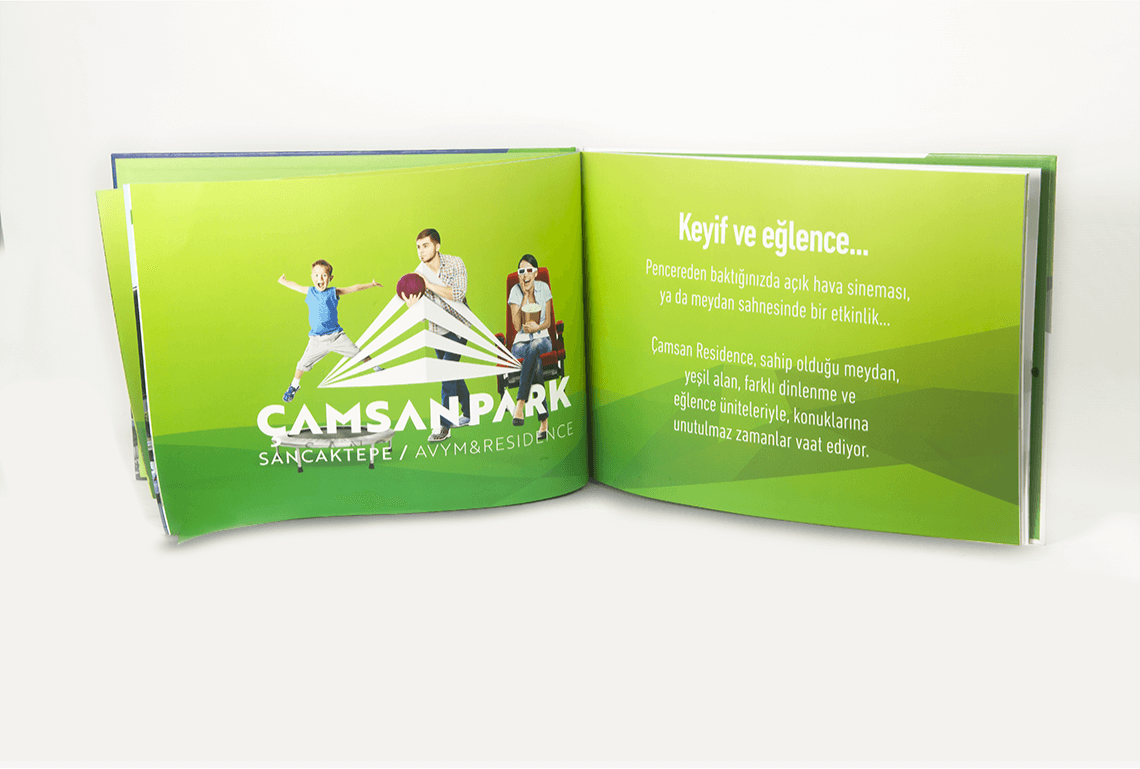 ÇAMSANPARK
SANCAKTEPE / AVYM&RESIDENCE
Keyif ve eğlence...
Pencereden baktığınızda açık hava sineması,
ya da meydan sahnesinde bir etkinlik...
Çamsan Residence, sahip olduğu meydan,
yeşil alan, farklı dinlenme ve
eğlence üniteleriyle, konuklarına
unutulmaz zamanlar vaat ediyor.